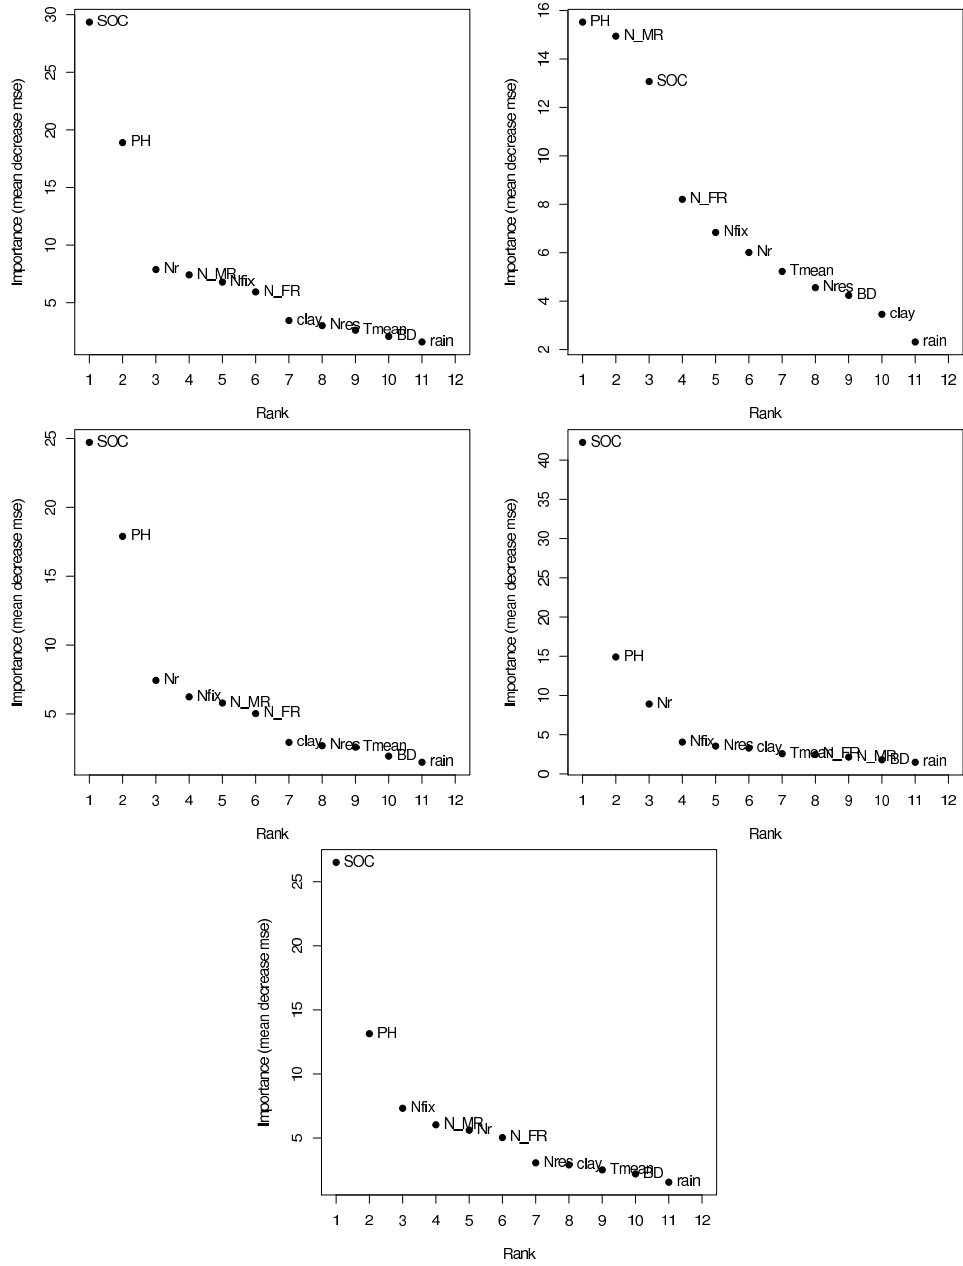 30
25
20
15
10
5
Importance (mean decrease mse)
SOC
PH
Nr
N_MR
Nfix
N_FR
clay
Nres
Tmean
BD
rain
1 2 3 4 5 6 7 8 9 10 11 12
Rank
16
14
12
10
8
6
4
2
Importance (mean decrease mse)
PH
N_MR
SOC
N_FR
Nfix
Nr
Tmean
Nres
BD
clay
rain
1 2 3 4 5 6 7 8 9 10 11 12
Rank
25
20
15
10
5
Importance (mean decrease mse)
SOC
PH
Nr
Nfix
N_MR
N_FR
clay
Nres
Tmean
BD
rain
1 2 3 4 5 6 7 8 9 10 11 12
Rank
40
35
30
25
20
15
10
5
0
Importance (mean decrease mse)
SOC
PH
Nr
Nfix
Nres
clay
Tmean
N_FR
N_MR
BD
rain
1 2 3 4 5 6 7 8 9 10 11 12
Rank
25
20
15
10
5
Importance (mean decrease mse)
SOC
PH
Nfix
N_MR
Nr
N_FR
Nres
clay
Tmean
BD
rain
1 2 3 4 5 6 7 8 9 10 11 12
Rank